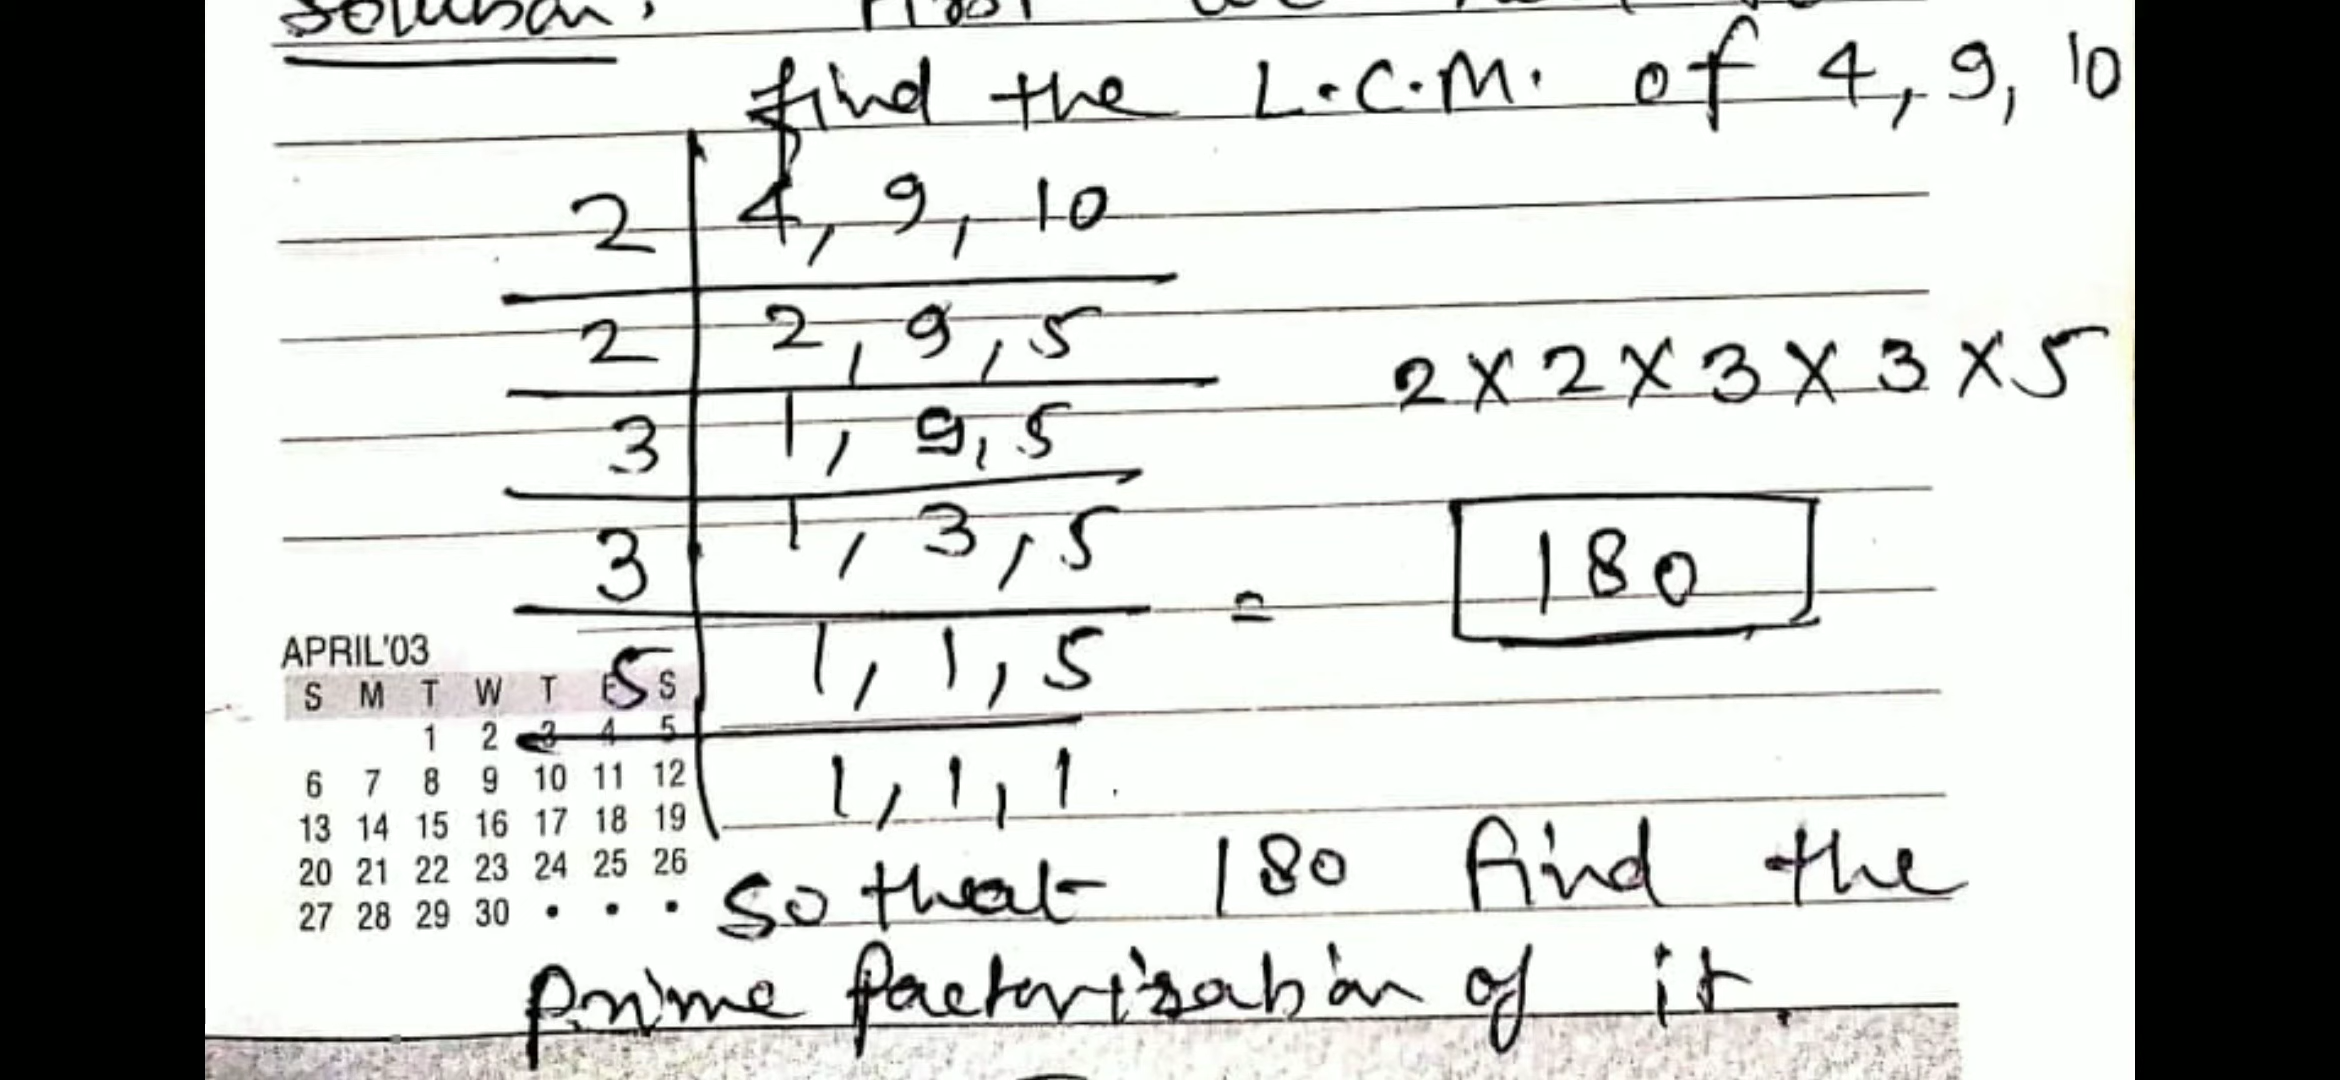 Solution:
find the L.C.M. of 4, 9, 10
2 | 4, 9, 10
2 | 2, 9, 5
2 X 2 X 3 X 3 X 5
3 | 1, 9, 5
3 | 1, 3, 5
= 180
5 | 1, 1, 5
1, 1, 1.
APRIL'03
S M T W T F S
1 2 3 4 5
6 7 8 9 10 11 12
13 14 15 16 17 18 19
20 21 22 23 24 25 26
27 28 29 30 • • •
so that 180 find the
prime factorisation of it.